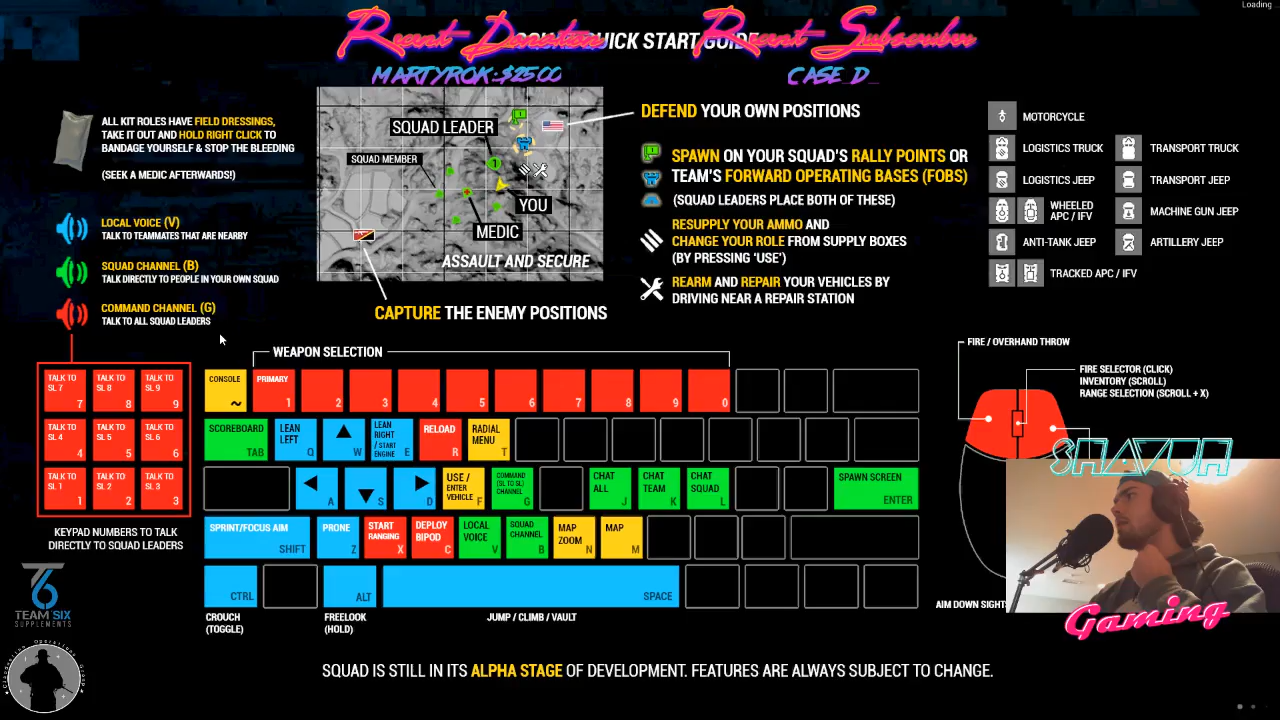 Loading
Recent Donation
QUICK START GUIDE
Recent Subscriber
MARTYROK:$25.00
CASE D_
ALL KIT ROLES HAVE FIELD DRESSINGS,
TAKE IT OUT AND HOLD RIGHT CLICK TO
BANDAGE YOURSELF & STOP THE BLEEDING
(SEEK A MEDIC AFTERWARDS!)
LOCAL VOICE (V)
TALK TO TEAMMATES THAT ARE NEARBY
SQUAD CHANNEL (B)
TALK DIRECTLY TO PEOPLE IN YOUR OWN SQUAD
COMMAND CHANNEL (G)
TALK TO ALL SQUAD LEADERS
SQUAD LEADER
SQUAD MEMBER
1
1
YOU
MEDIC
ASSAULT AND SECURE
CAPTURE THE ENEMY POSITIONS
DEFEND YOUR OWN POSITIONS
1
SPAWN ON YOUR SQUAD'S RALLY POINTS OR
TEAM'S FORWARD OPERATING BASES (FOBS)
(SQUAD LEADERS PLACE BOTH OF THESE)
RESUPPLY YOUR AMMO AND
CHANGE YOUR ROLE FROM SUPPLY BOXES
(BY PRESSING 'USE')
REARM AND REPAIR YOUR VEHICLES BY
DRIVING NEAR A REPAIR STATION
MOTORCYCLE
LOGISTICS TRUCK
TRANSPORT TRUCK
LOGISTICS JEEP
TRANSPORT JEEP
WHEELED
APC / IFV
MACHINE GUN JEEP
ANTI-TANK JEEP
ARTILLERY JEEP
TRACKED APC / IFV
TALK TO
SL 7
7
TALK TO
SL 8
8
TALK TO
SL 9
9
TALK TO
SL 4
4
TALK TO
SL 5
5
TALK TO
SL 6
6
TALK TO
SL 1
1
TALK TO
SL 2
2
TALK TO
SL 3
3
KEYPAD NUMBERS TO TALK
DIRECTLY TO SQUAD LEADERS
WEAPON SELECTION
CONSOLE
~
PRIMARY
1
2
3
4
5
6
7
8
9
0
SCOREBOARD
TAB
LEAN
LEFT
Q
W
LEAN
RIGHT
/ START
ENGINE
E
RELOAD
R
RADIAL
MENU
T
A
S
D
USE /
ENTER
VEHICLE
F
COMMAND
(SL TO SL)
CHANNEL
G
CHAT
ALL
J
CHAT
TEAM
K
CHAT
SQUAD
L
SPAWN SCREEN
ENTER
SPRINT/FOCUS AIM
SHIFT
PRONE
Z
START
RANGING
X
DEPLOY
BIPOD
C
LOCAL
VOICE
V
SQUAD
CHANNEL
B
MAP
ZOOM
N
MAP
M
CTRL
ALT
SPACE
CROUCH
(TOGGLE)
FREELOOK
(HOLD)
JUMP / CLIMB / VAULT
FIRE / OVERHAND THROW
FIRE SELECTOR (CLICK)
INVENTORY (SCROLL)
RANGE SELECTION (SCROLL + X)
SHAVUH
AIM DOWN SIGHTS
Gaming
T6
TEAM SIX
SUPPLEMENTS
SQUAD IS STILL IN ITS ALPHA STAGE OF DEVELOPMENT. FEATURES ARE ALWAYS SUBJECT TO CHANGE.